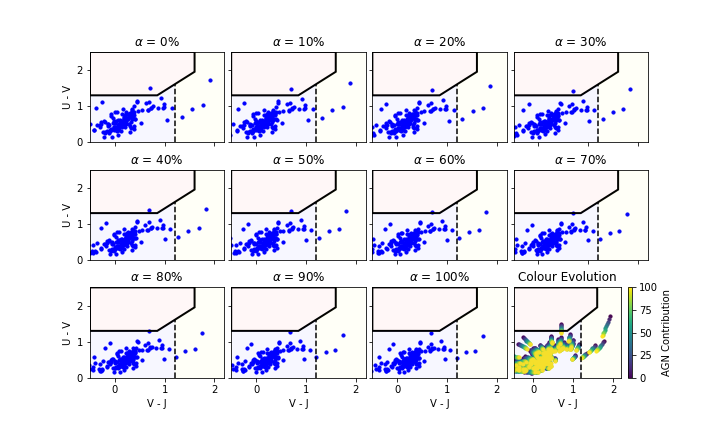 α = 0%
α = 10%
α = 20%
α = 30%
2
1
0
U - V
α = 40%
α = 50%
α = 60%
α = 70%
2
1
0
U - V
α = 80%
α = 90%
α = 100%
Colour Evolution
2
1
0
U - V
100
75
50
25
0
AGN Contribution
0 1 2
0 1 2
0 1 2
0 1 2
V - J
V - J
V - J
V - J